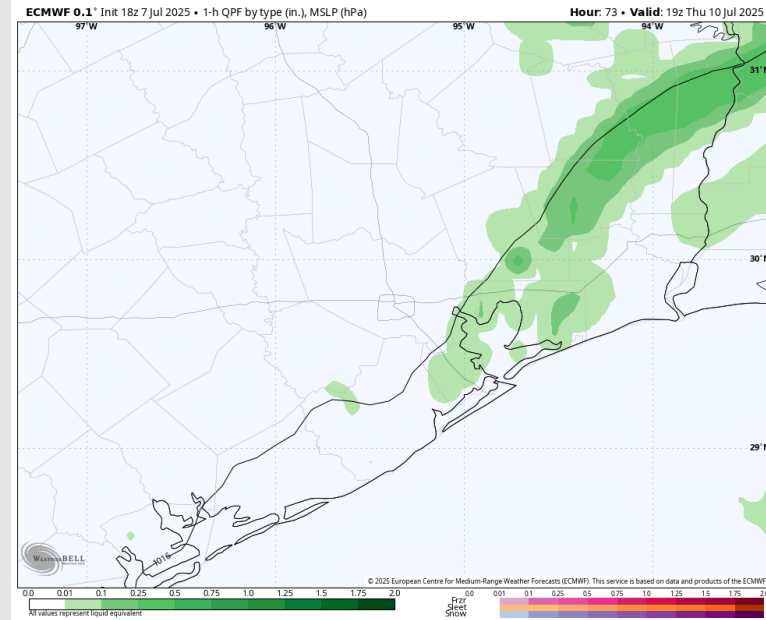 ECMWF 0.1° Init 18z 7 Jul 2025 • 1-h QPF by type (in.), MSLP (hPa)
Hour: 73 • Valid: 19z Thu 10 Jul 2025
97°W 96°W 95°W 94°W
31°N
30°N
29°N
1016
WEATHERBELL
© 2025 European Centre for Medium-Range Weather Forecasts (ECMWF). This service is based on data and products of the ECMWF
0.0 0.01 0.1 0.25 0.5 0.75 1.0 1.25 1.5 1.75 2.0
All values represent liquid equivalent
0.0 .001 0.1 0.25 0.5 0.75 1.0 1.25 1.5 1.75 2.0
Frzr
Sleet
Snow